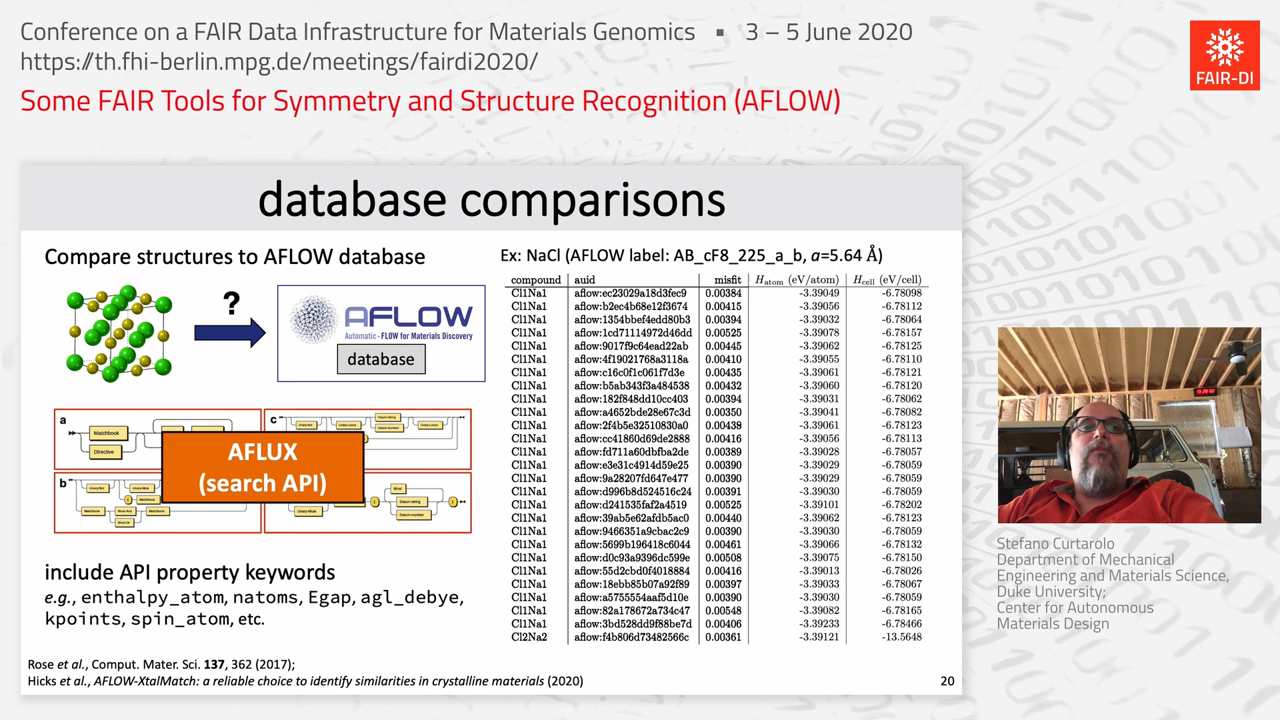 Conference on a FAIR Data Infrastructure for Materials Genomics ▪ 3 – 5 June 2020
https://th.fhi-berlin.mpg.de/meetings/fairdi2020/
FAIR-DI
Some FAIR Tools for Symmetry and Structure Recognition (AFLOW)
database comparisons
Compare structures to AFLOW database
?
AFLOW
Automatic - FLOW for Materials Discovery
database
a
Matchbook
Directive
b
c
AFLUX
(search API)
include API property keywords
e.g., enthalpy_atom, natoms, Egap, agl_debye,
kpoints, spin_atom, etc.
Ex: NaCl (AFLOW label: AB_cF8_225_a_b, a=5.64 Å)
compound auid misfit Hatom (eV/atom) Hcell (eV/cell)
Cl1Na1 aflow:ec23029a18d3fec9 0.00384 -3.39049 -6.78098
Cl1Na1 aflow:b2ec4b68e12f3674 0.00415 -3.39056 -6.78112
Cl1Na1 aflow:1354bbef4edd80b3 0.00394 -3.39032 -6.78064
Cl1Na1 aflow:1cd71114972d46dd 0.00525 -3.39078 -6.78157
Cl1Na1 aflow:9017f9c64ead22ab 0.00445 -3.39062 -6.78125
Cl1Na1 aflow:4f19021768a3118a 0.00410 -3.39055 -6.78110
Cl1Na1 aflow:c16c0f1c061f7d3e 0.00435 -3.39061 -6.78121
Cl1Na1 aflow:b5ab343f3a484538 0.00432 -3.39060 -6.78120
Cl1Na1 aflow:182f848dd10cc403 0.00394 -3.39031 -6.78062
Cl1Na1 aflow:a4652bde28e67c3d 0.00350 -3.39041 -6.78082
Cl1Na1 aflow:2f4b5e32510830a0 0.00438 -3.39061 -6.78123
Cl1Na1 aflow:cc41860d69de2888 0.00416 -3.39056 -6.78113
Cl1Na1 aflow:fd711a60dbfba2de 0.00389 -3.39028 -6.78057
Cl1Na1 aflow:e3e31c4914d59e25 0.00390 -3.39029 -6.78059
Cl1Na1 aflow:9a28207fd647e477 0.00390 -3.39029 -6.78059
Cl1Na1 aflow:d996b8d524516c24 0.00391 -3.39030 -6.78059
Cl1Na1 aflow:d241535faf2a4519 0.00525 -3.39101 -6.78202
Cl1Na1 aflow:39ab5e62afdb5ac0 0.00440 -3.39062 -6.78123
Cl1Na1 aflow:9466351a9cbac2c9 0.00390 -3.39030 -6.78059
Cl1Na1 aflow:5699b196418c6044 0.00461 -3.39066 -6.78132
Cl1Na1 aflow:d0c93a9396dc599e 0.00508 -3.39075 -6.78150
Cl1Na1 aflow:55d2cbd0f4018884 0.00416 -3.39013 -6.78026
Cl1Na1 aflow:18ebb85b07a92f89 0.00397 -3.39033 -6.78067
Cl1Na1 aflow:a5755554aaf5d10e 0.00390 -3.39030 -6.78059
Cl1Na1 aflow:82a178672a734c47 0.00548 -3.39082 -6.78165
Cl1Na1 aflow:3bd528dd9f88be7d 0.00406 -3.39233 -6.78466
Cl2Na2 aflow:f4b806d73482566c 0.00361 -3.39121 -13.5648
Rose et al., Comput. Mater. Sci. 137, 362 (2017);
Hicks et al., AFLOW-XtalMatch: a reliable choice to identify similarities in crystalline materials (2020)
20
Stefano Curtarolo
Department of Mechanical
Engineering and Materials Science,
Duke University;
Center for Autonomous
Materials Design